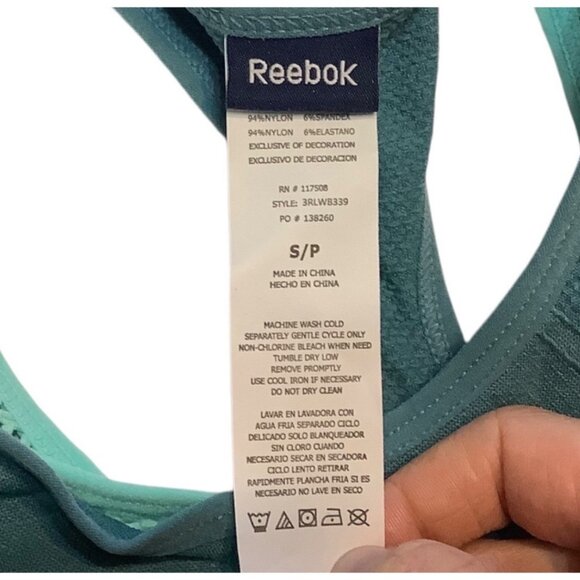 Reebok
94%NYLON 6%SPANDEX
94%NYLON 6%ELASTANO
EXCLUSIVE OF DECORATION
EXCLUSIVO DE DECORACION
RN # 117508
STYLE: 3RLWB339
PO # 138260
S/P
MADE IN CHINA
HECHO EN CHINA
MACHINE WASH COLD
SEPARATELY GENTLE CYCLE ONLY
NON-CHLORINE BLEACH WHEN NEED
TUMBLE DRY LOW
REMOVE PROMPTLY
USE COOL IRON IF NECESSARY
DO NOT DRY CLEAN
LAVAR EN LAVADORA CON
AGUA FRIA SEPARADO CICLO
DELICADO SOLO BLANQUEADOR
SIN CLORO CUANDO
NECESARIO SECAR EN SECADORA
CICLO LENTO RETIRAR
RAPIDAMENTE PLANCHA FRIA SI ES
NECESARIO NO LAVE EN SECO